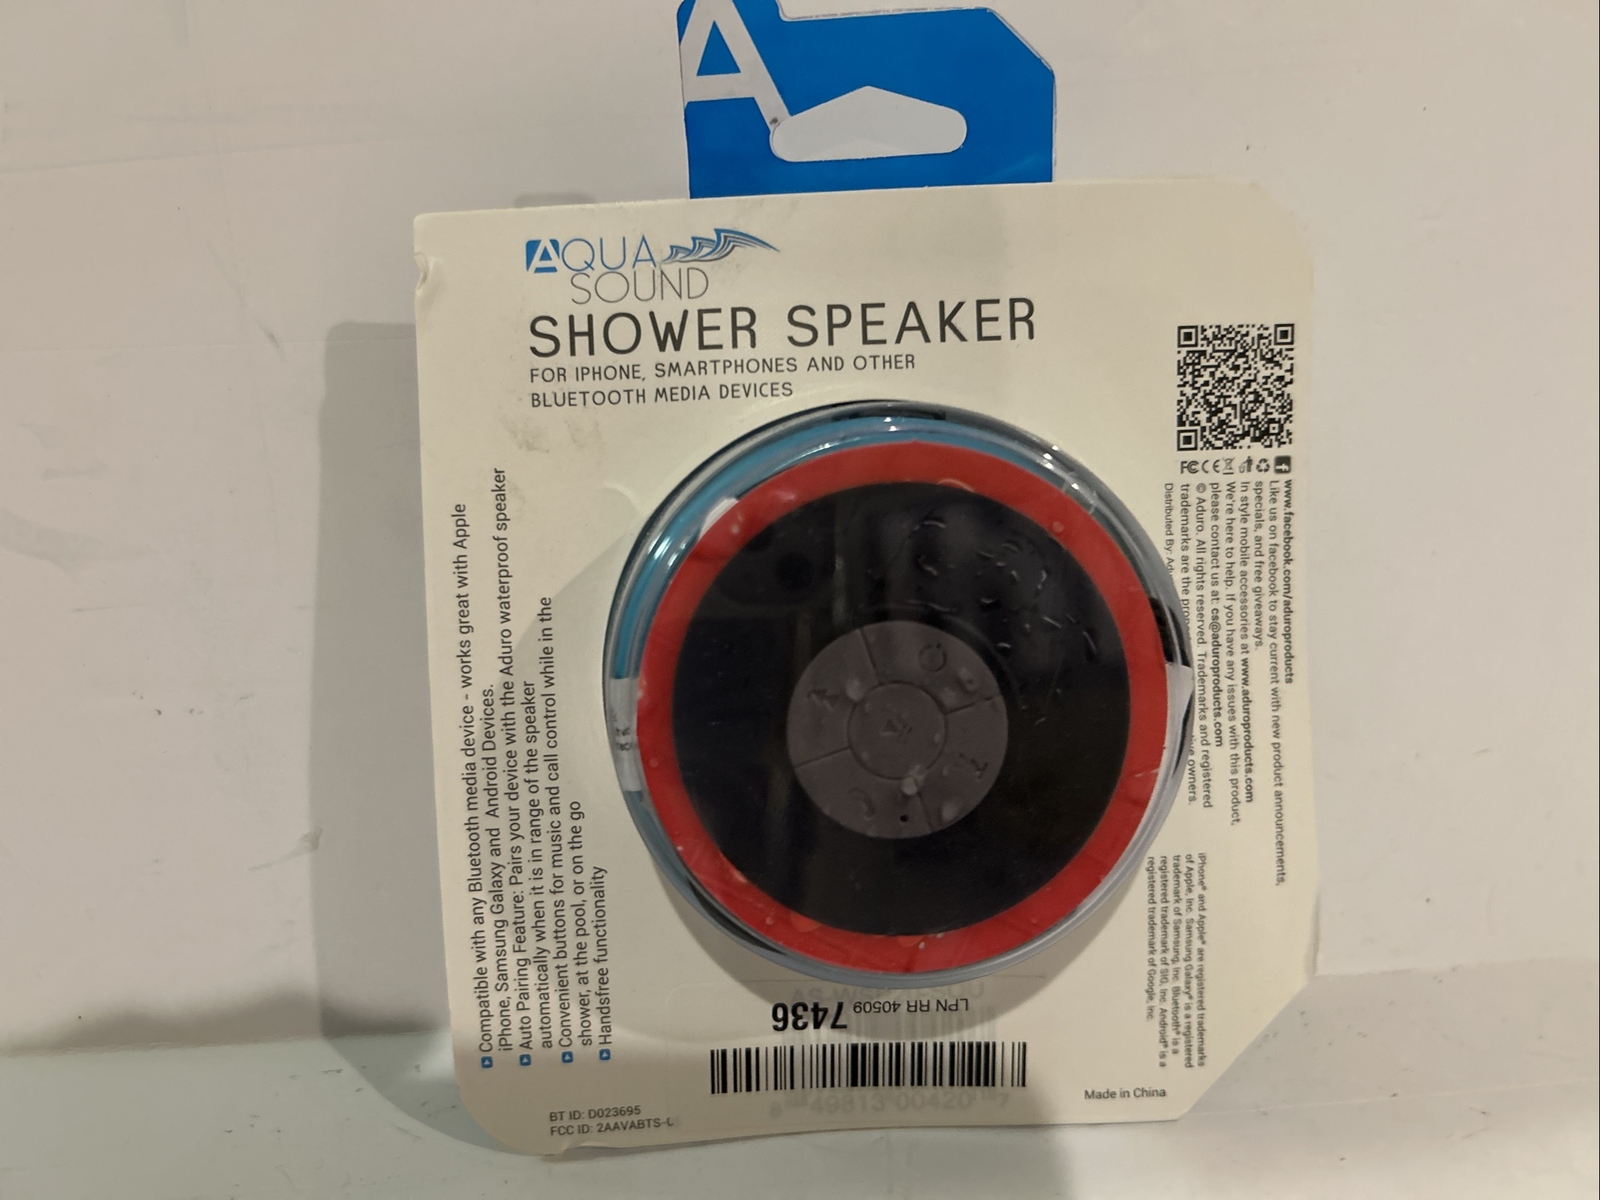 A
AQUA
SOUND
SHOWER SPEAKER
FOR IPHONE, SMARTPHONES AND OTHER
BLUETOOTH MEDIA DEVICES
Compatible with any Bluetooth media device - works great with Apple
iPhone, Samsung Galaxy and Android Devices.
Auto Pairing Feature: Pairs your device with the Aduro waterproof speaker
automatically when it is in range of the speaker
Convenient buttons for music and call control while in the
shower, at the pool, or on the go
Handsfree functionality
FC CE
www.facebook.com/aduroproducts
Like us on facebook to stay current with new product announcements,
specials, and free giveaways.
In style mobile accessories at www.aduroproducts.com
We're here to help. If you have any issues with this product,
please contact us at: cs@aduroproducts.com
© Aduro. All rights reserved. Trademarks and registered
trademarks are the owners.
Distributed By:
iPhone® and Apple® are registered trademarks
of Apple, Inc. Samsung Galaxy® is a registered
trademark of Samsung, Inc. Bluetooth® is a
registered trademark of SIG, Inc. Android® is a
registered trademark of Google, Inc.
LPN RR 40509 7436
8 49813 00420 7
BT ID: D023695
FCC ID: 2AAVABTS-
Made in China